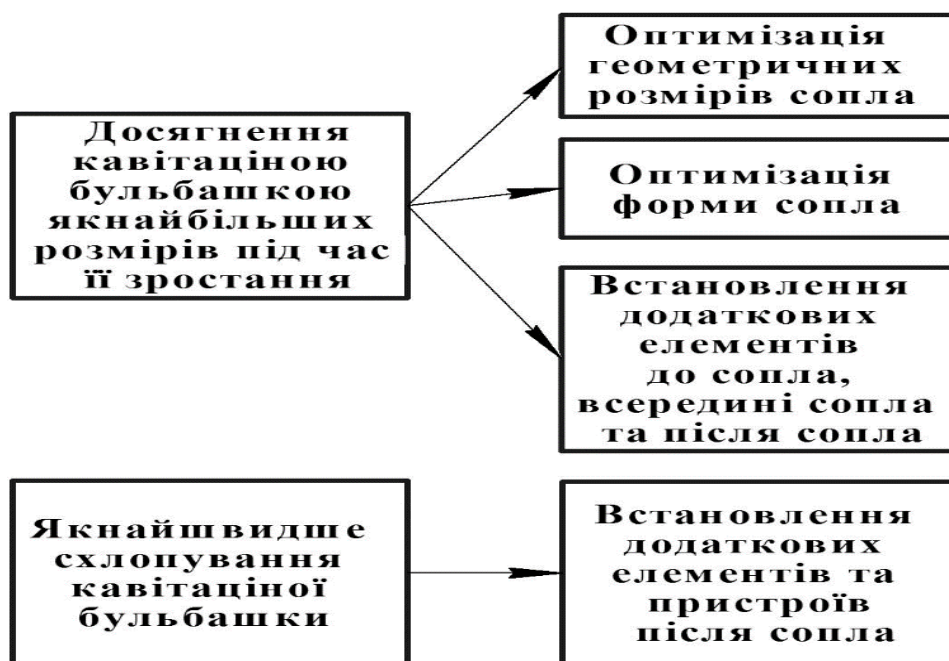 Досягнення
кавітаціною
бульбашкою
якнайбільших
розмірів під час
її зростання
Оптимізація
геометричних
розмірів сопла
Оптимізація
форми сопла
Встановлення
додаткових
елементів
до сопла,
всередині сопла
та після сопла
Якнайшвидше
схлопування
кавітаціної
бульбашки
Встановлення
додаткових
елементів та
пристроїв
після сопла